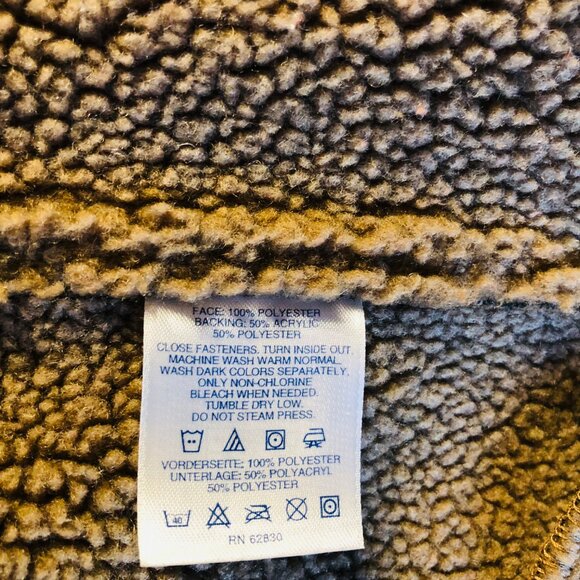 FACE: 100% POLYESTER
BACKING: 50% ACRYLIC
50% POLYESTER
CLOSE FASTENERS. TURN INSIDE OUT.
MACHINE WASH WARM NORMAL.
WASH DARK COLORS SEPARATELY.
ONLY NON-CHLORINE
BLEACH WHEN NEEDED.
TUMBLE DRY LOW.
DO NOT STEAM PRESS.
VORDERSEITE: 100% POLYESTER
UNTERLAGE: 50% POLYACRYL
50% POLYESTER
40
RN 62830